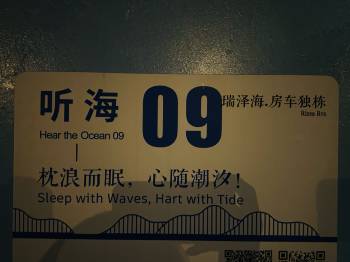 听海
Hear the Ocean 09
09
瑞泽海.房车独栋
枕浪而眠，心随潮汐！
Sleep with Waves, Hart with Tide